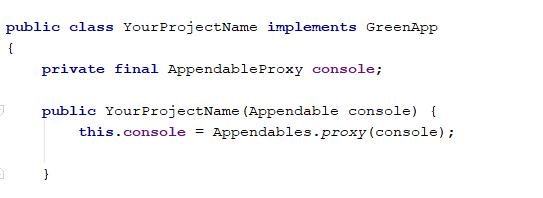 public class YourProjectName implements GreenApp
{
    private final AppendableProxy console;
    public YourProjectName(Appendable console) {
        this.console = Appendables.proxy(console);
    }